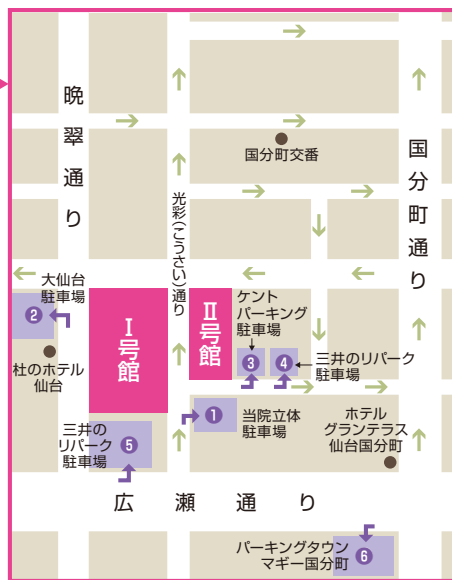 晩翠通り
国分町交番
国分町通り
光彩(こうさい)通り
大仙台
駐車場
2
杜のホテル
仙台
Ⅰ号館
Ⅱ号館
ケント
パーキング
駐車場
3
4
三井のリパーク
駐車場
1
当院立体
駐車場
ホテル
グランテラス
仙台国分町
三井の
リパーク
駐車場
5
広瀬通り
パーキングタウン
マギー国分町
6